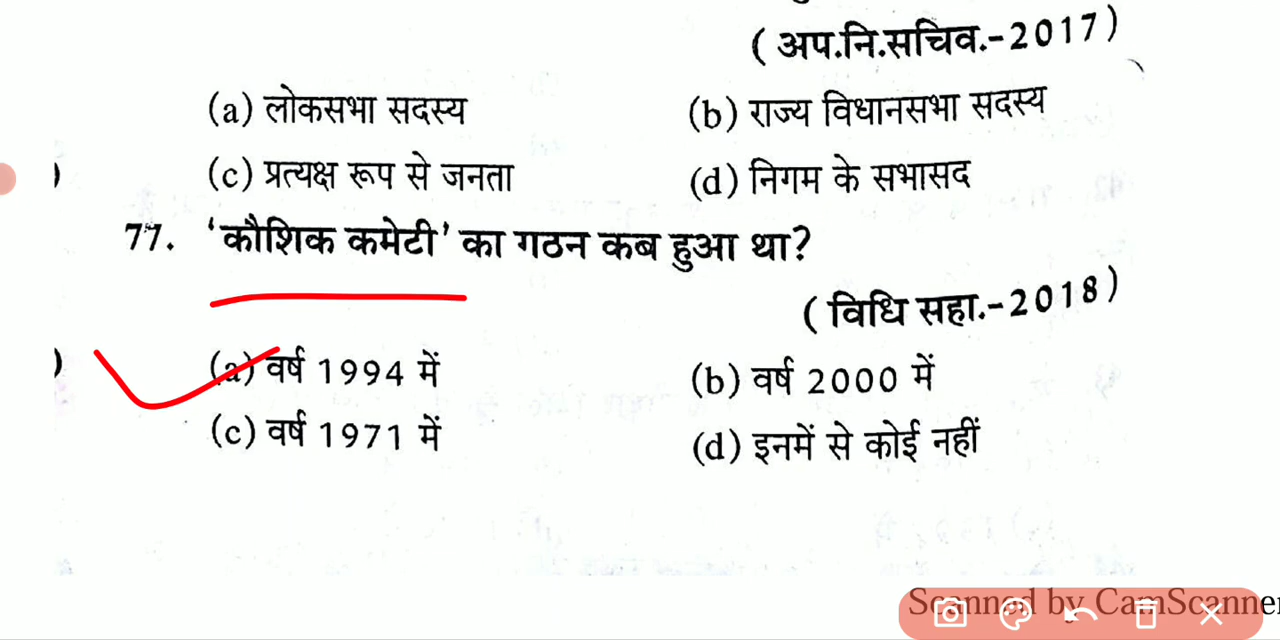 ( अप.नि.सचिव.-2017)
(a) लोकसभा सदस्य (b) राज्य विधानसभा सदस्य
) (c) प्रत्यक्ष रूप से जनता (d) निगम के सभासद
77. 'कौशिक कमेटी' का गठन कब हुआ था?
( विधि सहा.-2018)
) (a) वर्ष 1994 में (b) वर्ष 2000 में
(c) वर्ष 1971 में (d) इनमें से कोई नहीं
Scanned by CamScanner